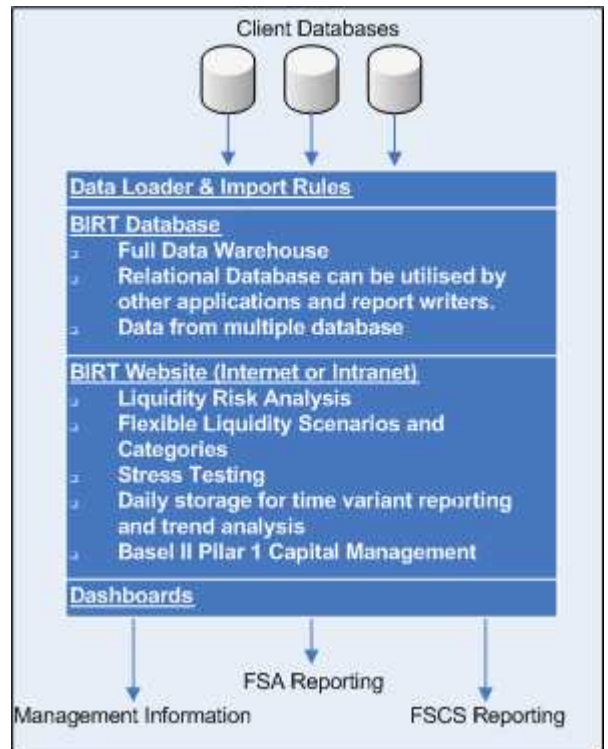 Client Databases
Data Loader & Import Rules
BIRT Database
Full Data Warehouse
Relational Database can be utilised by
other applications and report writers.
Data from multiple database
BIRT Website (Internet or Intranet)
Liquidity Risk Analysis
Flexible Liquidity Scenarios and
Categories
Stress Testing
Daily storage for time variant reporting
and trend analysis
Basel II Pilar 1 Capital Management
Dashboards
FSA Reporting
Management Information
FSCS Reporting